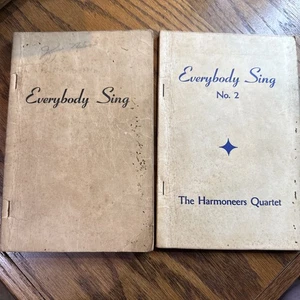 Everybody Sing
Everybody Sing
No. 2
The Harmoneers Quartet